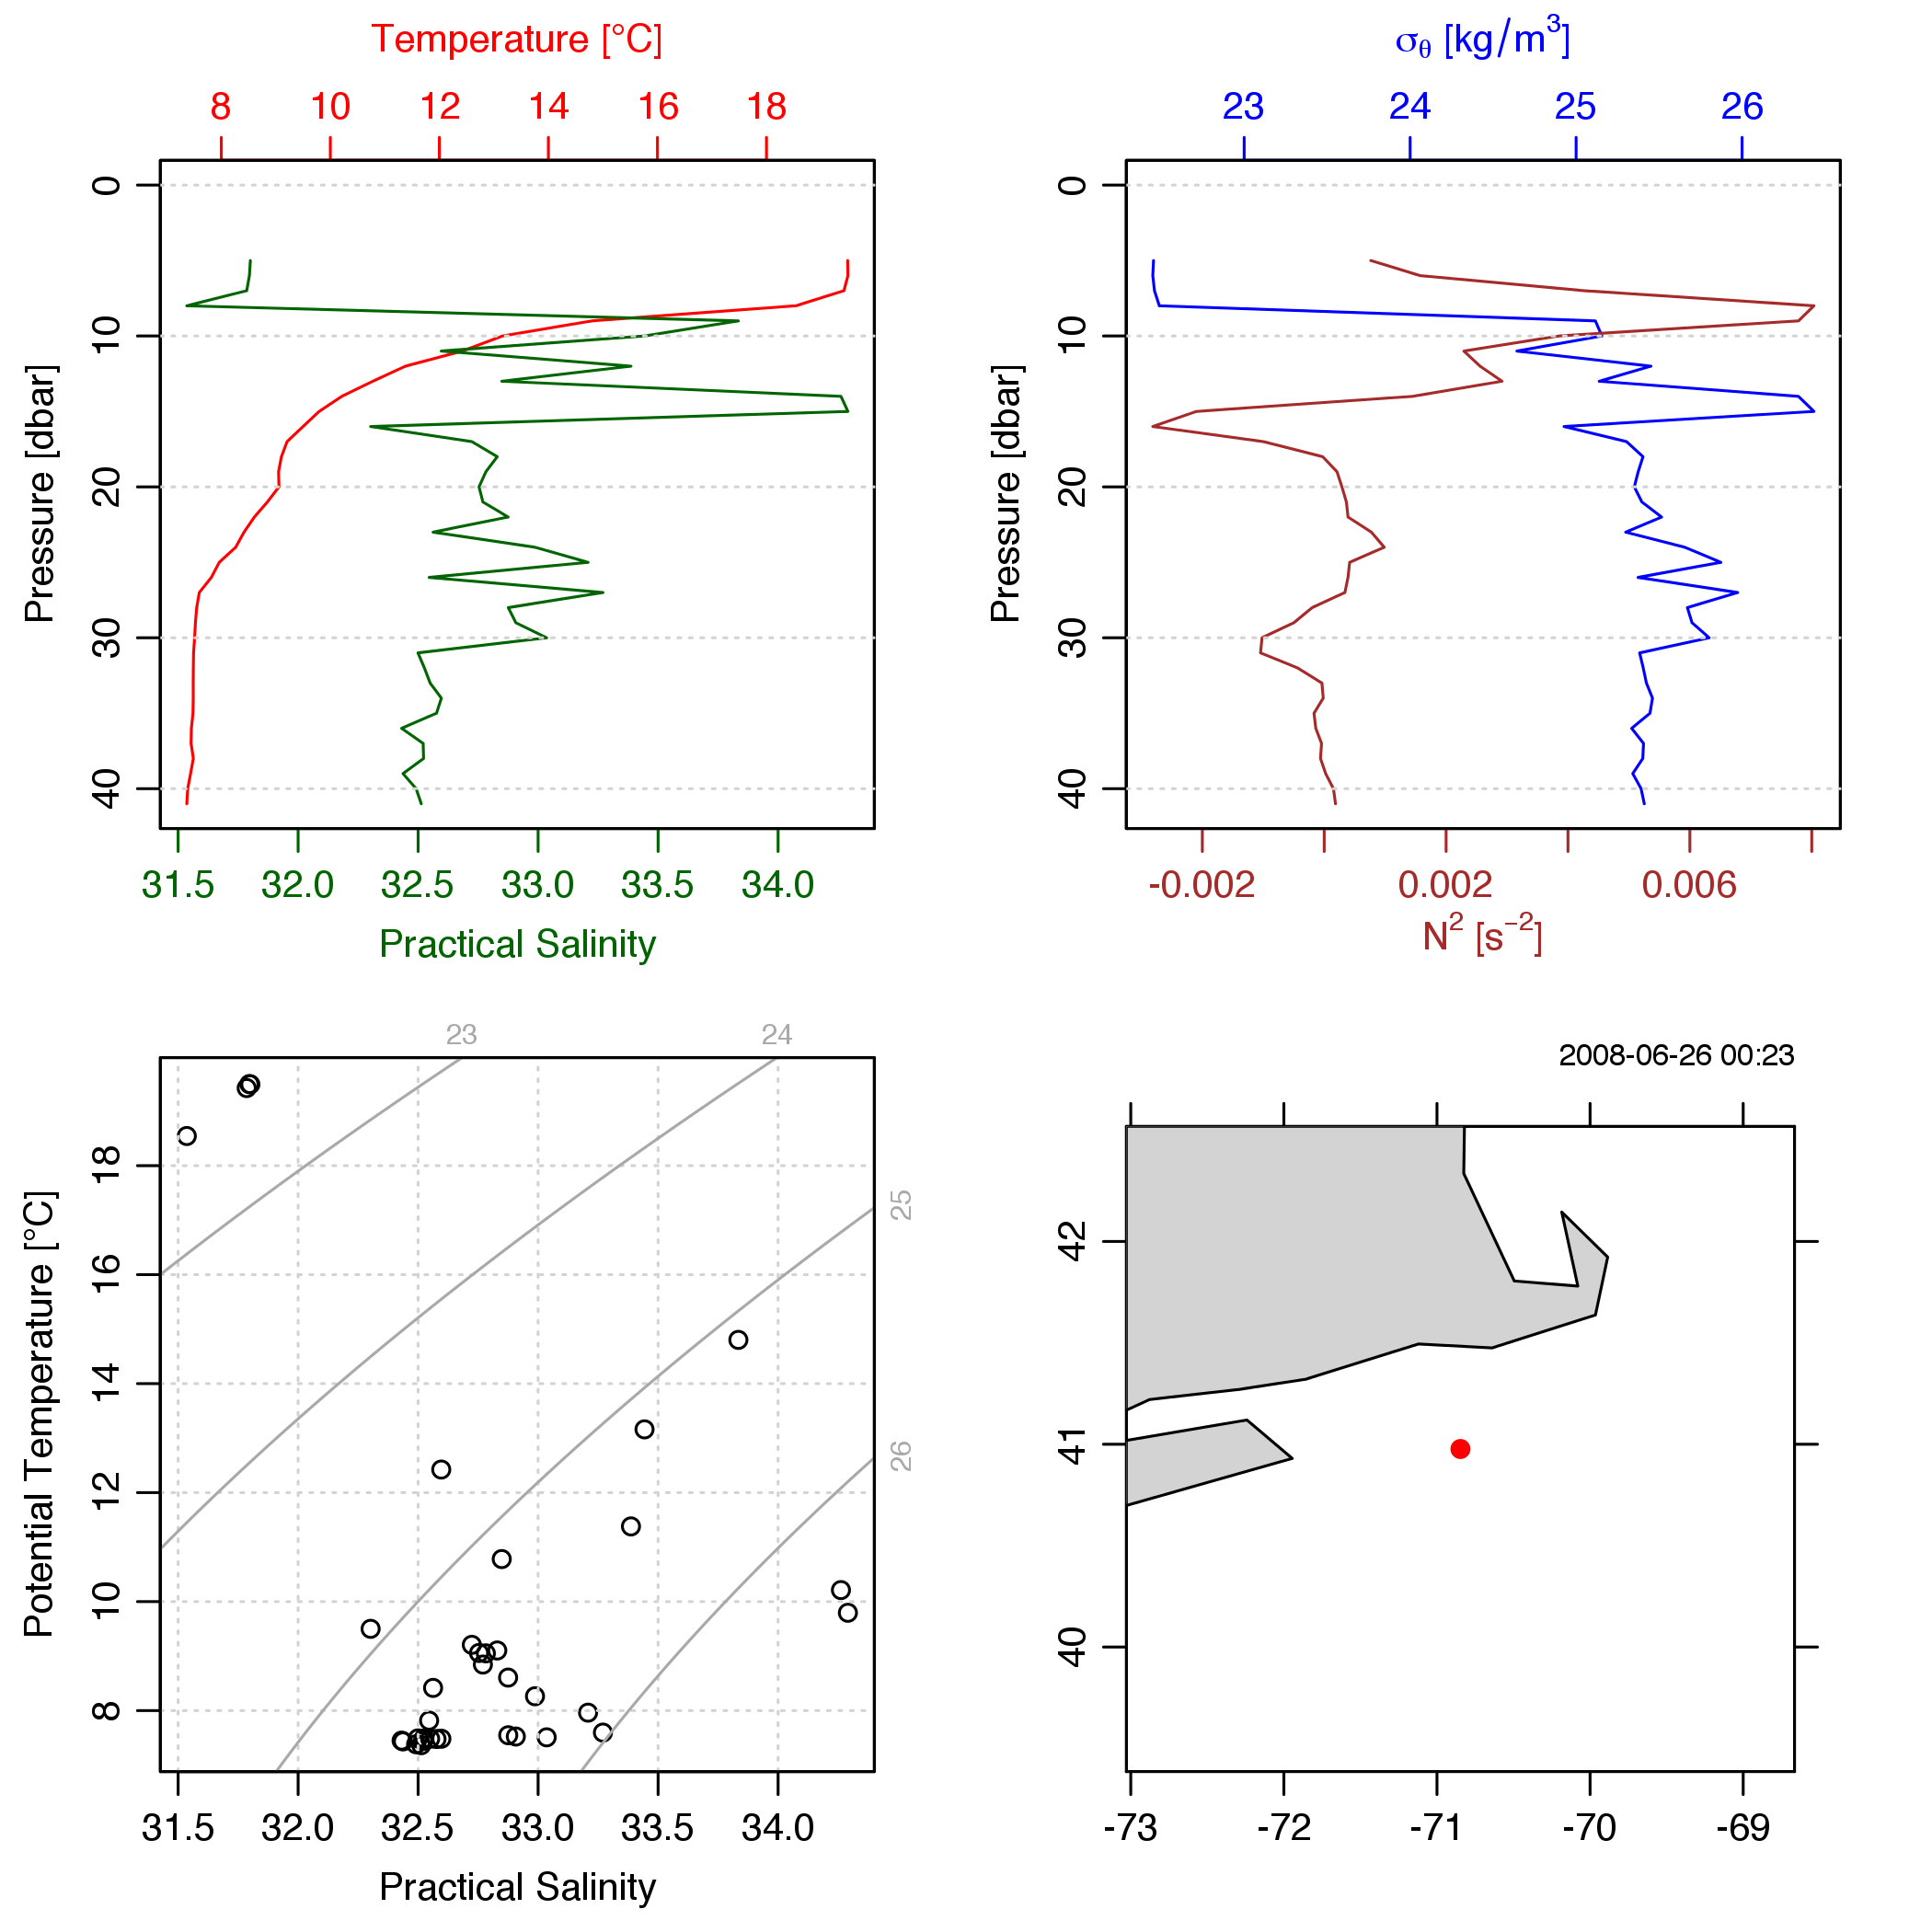 Temperature [°C]
8 10 12 14 16 18
0
10
20
30
40
Pressure [dbar]
31.5 32.0 32.5 33.0 33.5 34.0
Practical Salinity
σθ [kg/m3]
23 24 25 26
0
10
20
30
40
Pressure [dbar]
-0.002 0.002 0.006
N2 [s−2]
23 24
25
26
18
16
14
12
10
8
Potential Temperature [°C]
31.5 32.0 32.5 33.0 33.5 34.0
Practical Salinity
2008-06-26 00:23
42
41
40
-73 -72 -71 -70 -69